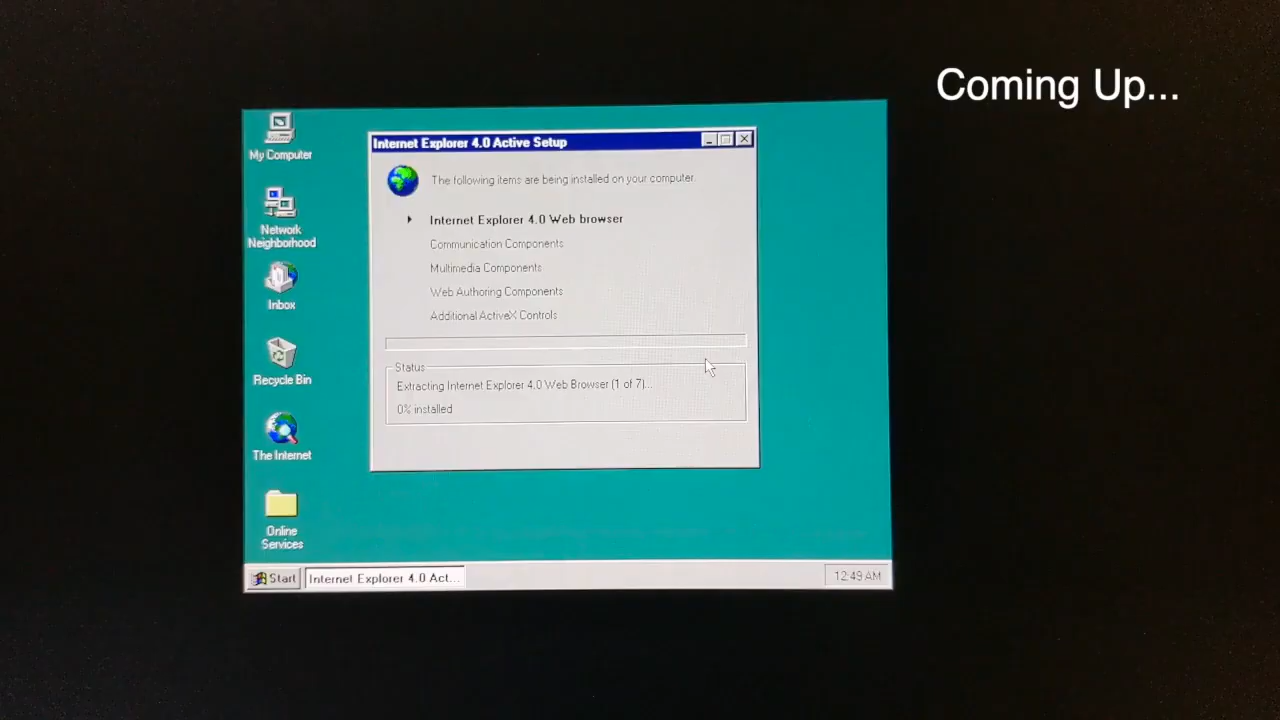 Coming Up...
My Computer
Network
Neighborhood
Inbox
Recycle Bin
The Internet
Online
Services
Internet Explorer 4.0 Active Setup
The following items are being installed on your computer.
Internet Explorer 4.0 Web browser
Communication Components
Multimedia Components
Web Authoring Components
Additional ActiveX Controls
Status
Extracting Internet Explorer 4.0 Web Browser (1 of 7)...
0% installed
Start
Internet Explorer 4.0 Act...
12:49 AM